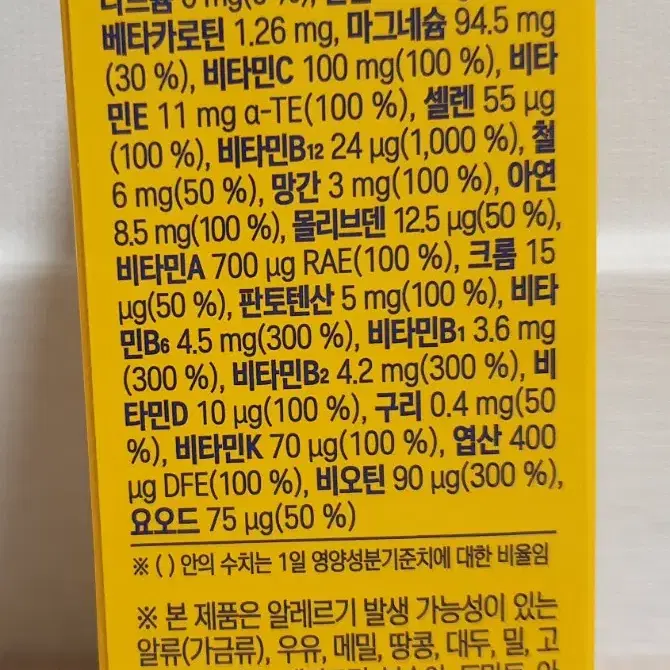 베타카로틴 1.26 mg, 마그네슘 94.5 mg
(30 %), 비타민C 100 mg(100 %), 비타
민E 11 mg α-TE(100 %), 셀렌 55 µg
(100 %), 비타민B12 24 µg(1,000 %), 철
6 mg(50 %), 망간 3 mg(100 %), 아연
8.5 mg(100 %), 몰리브덴 12.5 µg(50 %),
비타민A 700 µg RAE(100 %), 크롬 15
µg(50 %), 판토텐산 5 mg(100 %), 비타
민B6 4.5 mg(300 %), 비타민B1 3.6 mg
(300 %), 비타민B2 4.2 mg(300 %), 비
타민D 10 µg(100 %), 구리 0.4 mg(50
%), 비타민K 70 µg(100 %), 엽산 400
µg DFE(100 %), 비오틴 90 µg(300 %),
요오드 75 µg(50 %)
※ ( ) 안의 수치는 1일 영양성분기준치에 대한 비율임
※ 본 제품은 알레르기 발생 가능성이 있는
알류(가금류), 우유, 메밀, 땅콩, 대두, 밀, 고